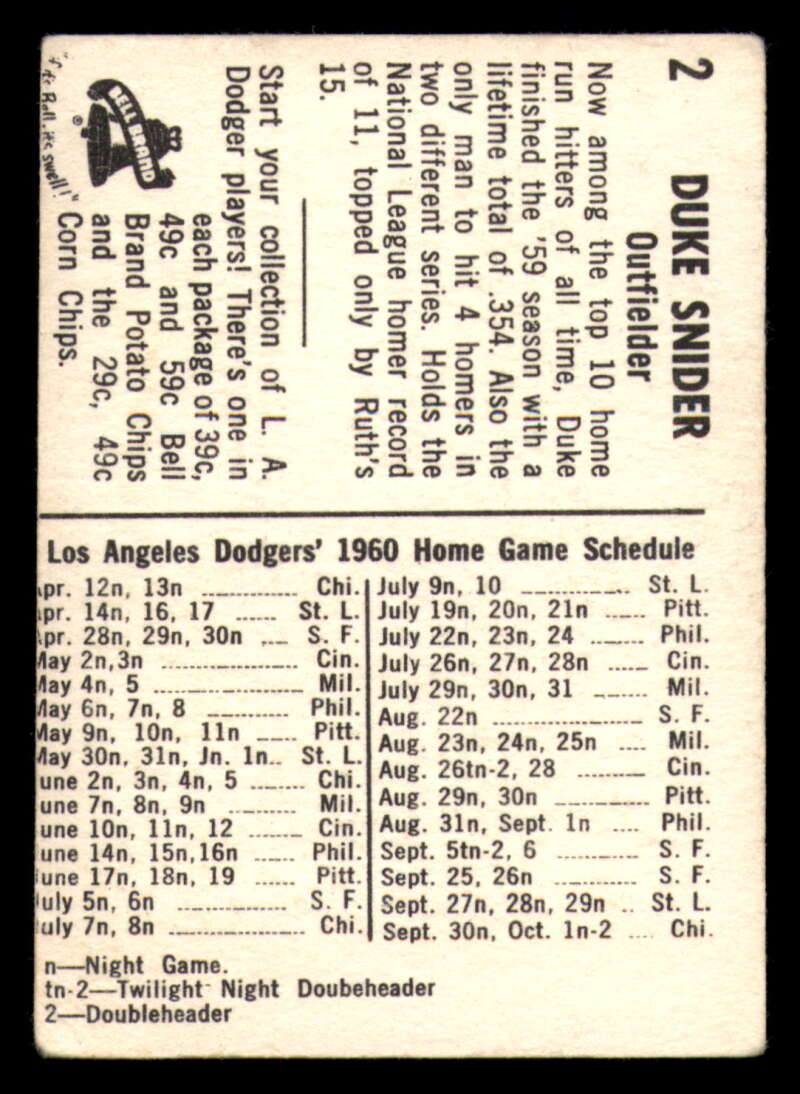 2 DUKE SNIDER
Outfielder
Now among the top 10 home
run hitters of all time, Duke
finished the '59 season with a
lifetime total of .354. Also the
only man to hit 4 homers in
two different series. Holds the
National League homer record
of 11, topped only by Ruth's
15.
Start your collection of L. A.
Dodger players! There's one in
each package of 39c,
49c and 59c Bell
Brand Potato Chips
and the 29c, 49c
Corn Chips.
BELL BRAND
®
Roll, it's swell!"
Los Angeles Dodgers' 1960 Home Game Schedule
pr. 12n, 13n ............ Chi.
pr. 14n, 16, 17 ...... St. L.
pr. 28n, 29n, 30n .... S. F.
May 2n,3n ................ Cin.
May 4n, 5 ................ Mil.
May 6n, 7n, 8 .......... Phil.
May 9n, 10n, 11n ..... Pitt.
May 30n, 31n, Jn. 1n.. St. L.
une 2n, 3n, 4n, 5 ...... Chi.
une 7n, 8n, 9n ........ Mil.
une 10n, 11n, 12 ...... Cin.
une 14n, 15n,16n ..... Phil.
une 17n, 18n, 19 ...... Pitt.
uly 5n, 6n ............. S. F.
uly 7n, 8n ................ Chi.
July 9n, 10 ............. St. L.
July 19n, 20n, 21n ..... Pitt.
July 22n, 23n, 24 ...... Phil.
July 26n, 27n, 28n ..... Cin.
July 29n, 30n, 31 ...... Mil.
Aug. 22n ................. S. F.
Aug. 23n, 24n, 25n .... Mil.
Aug. 26tn-2, 28 ........ Cin.
Aug. 29n, 30n ........... Pitt.
Aug. 31n, Sept. 1n .... Phil.
Sept. 5tn-2, 6 .......... S. F.
Sept. 25, 26n .......... S. F.
Sept. 27n, 28n, 29n .. St. L.
Sept. 30n, Oct. 1n-2 .... Chi.
n—Night Game.
tn-2—Twilight Night Doubeheader
2—Doubleheader